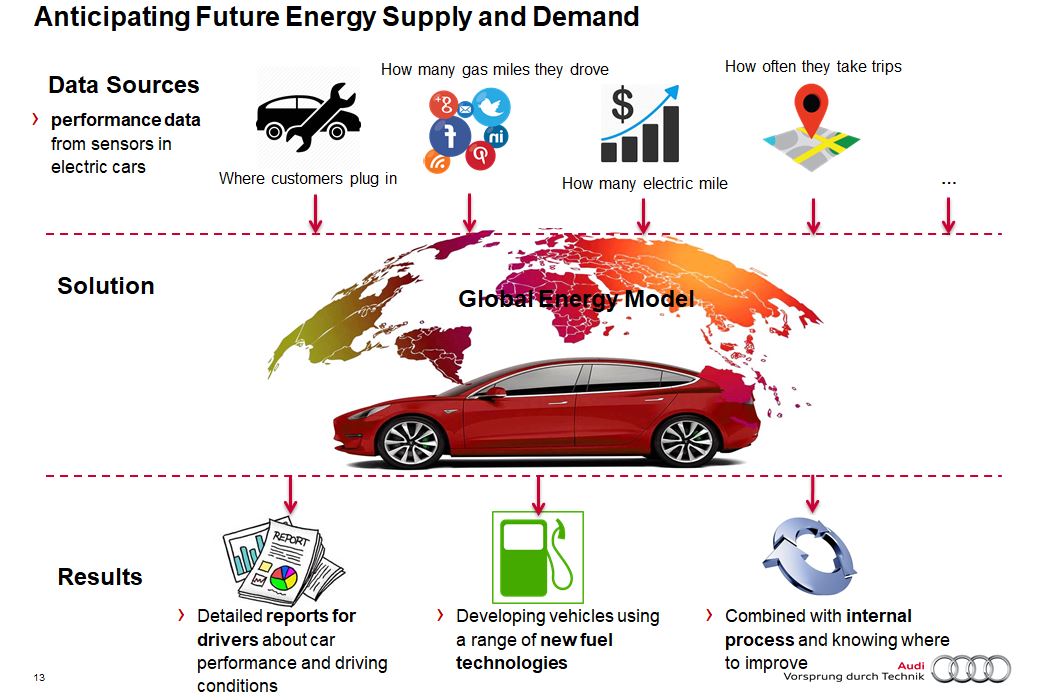 Anticipating Future Energy Supply and Demand
Data Sources
› performance data
from sensors in
electric cars
Where customers plug in
How many gas miles they drove
g+
f
ni
$
How many electric mile
How often they take trips
...
Solution
Global Energy Model
Results
REPORT
› Detailed reports for
drivers about car
performance and driving
conditions
› Developing vehicles using
a range of new fuel
technologies
› Combined with internal
process and knowing where
to improve
13
Audi
Vorsprung durch Technik